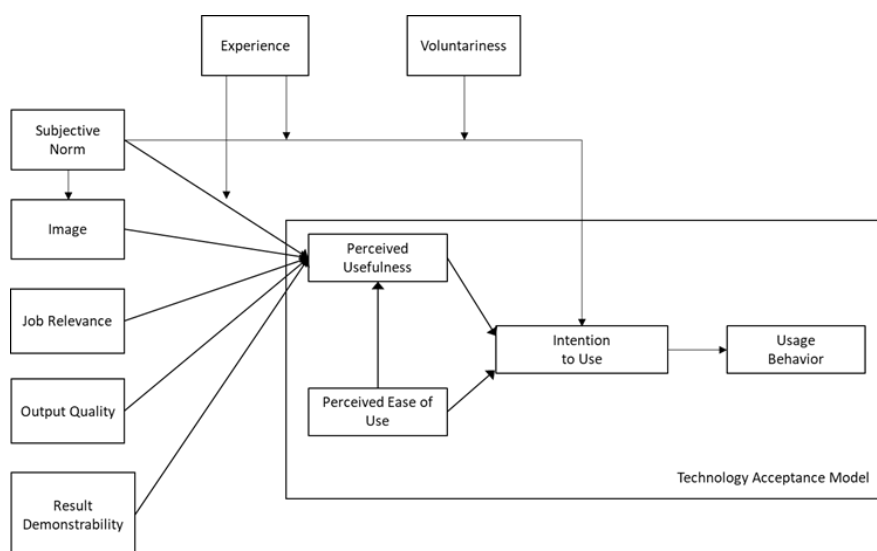 Experience
Voluntariness
Subjective
Norm
Image
Perceived
Usefulness
Job Relevance
Intention
to Use
Usage
Behavior
Output Quality
Perceived Ease of
Use
Technology Acceptance Model
Result
Demonstrability